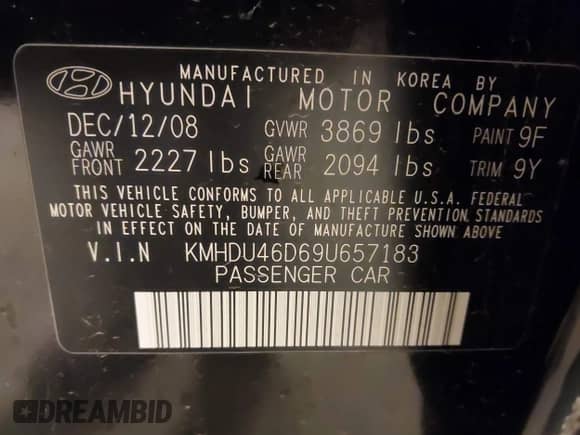 MANUFACTURED IN KOREA BY
HYUNDAI MOTOR COMPANY
DEC/12/08 GVWR 3869 lbs PAINT 9F
GAWR FRONT 2227 lbs GAWR REAR 2094 lbs TRIM 9Y
THIS VEHICLE CONFORMS TO ALL APPLICABLE U.S.A. FEDERAL
MOTOR VEHICLE SAFETY, BUMPER, AND THEFT PREVENTION STANDARDS
IN EFFECT ON THE DATE OF MANUFACTURE SHOWN ABOVE.
V.I.N KMHDU46D69U657183
PASSENGER CAR
DREAMBID